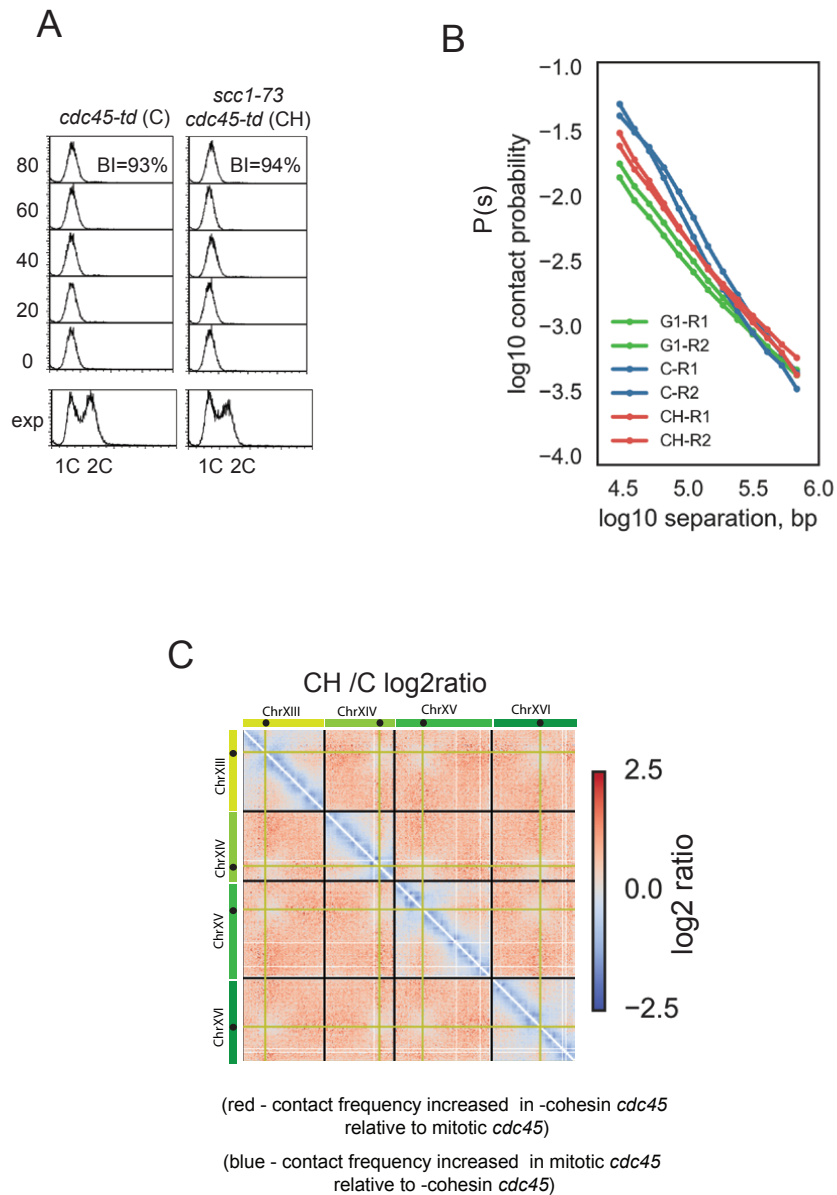 A
cdc45-td (C)
scc1-73
cdc45-td (CH)
80
BI=93%
BI=94%
60
40
20
0
exp
1C 2C
1C 2C
B
P(s)
log10 contact probability
−1.0
−1.5
−2.0
−2.5
−3.0
−3.5
−4.0
G1-R1
G1-R2
C-R1
C-R2
CH-R1
CH-R2
4.5 5.0 5.5 6.0
log10 separation, bp
C
CH /C log2ratio
ChrXIII ChrXIV ChrXV ChrXVI
ChrXIII
ChrXIV
ChrXV
ChrXVI
2.5
0.0
−2.5
log2 ratio
(red - contact frequency increased in -cohesin cdc45
relative to mitotic cdc45)
(blue - contact frequency increased in mitotic cdc45
relative to -cohesin cdc45)